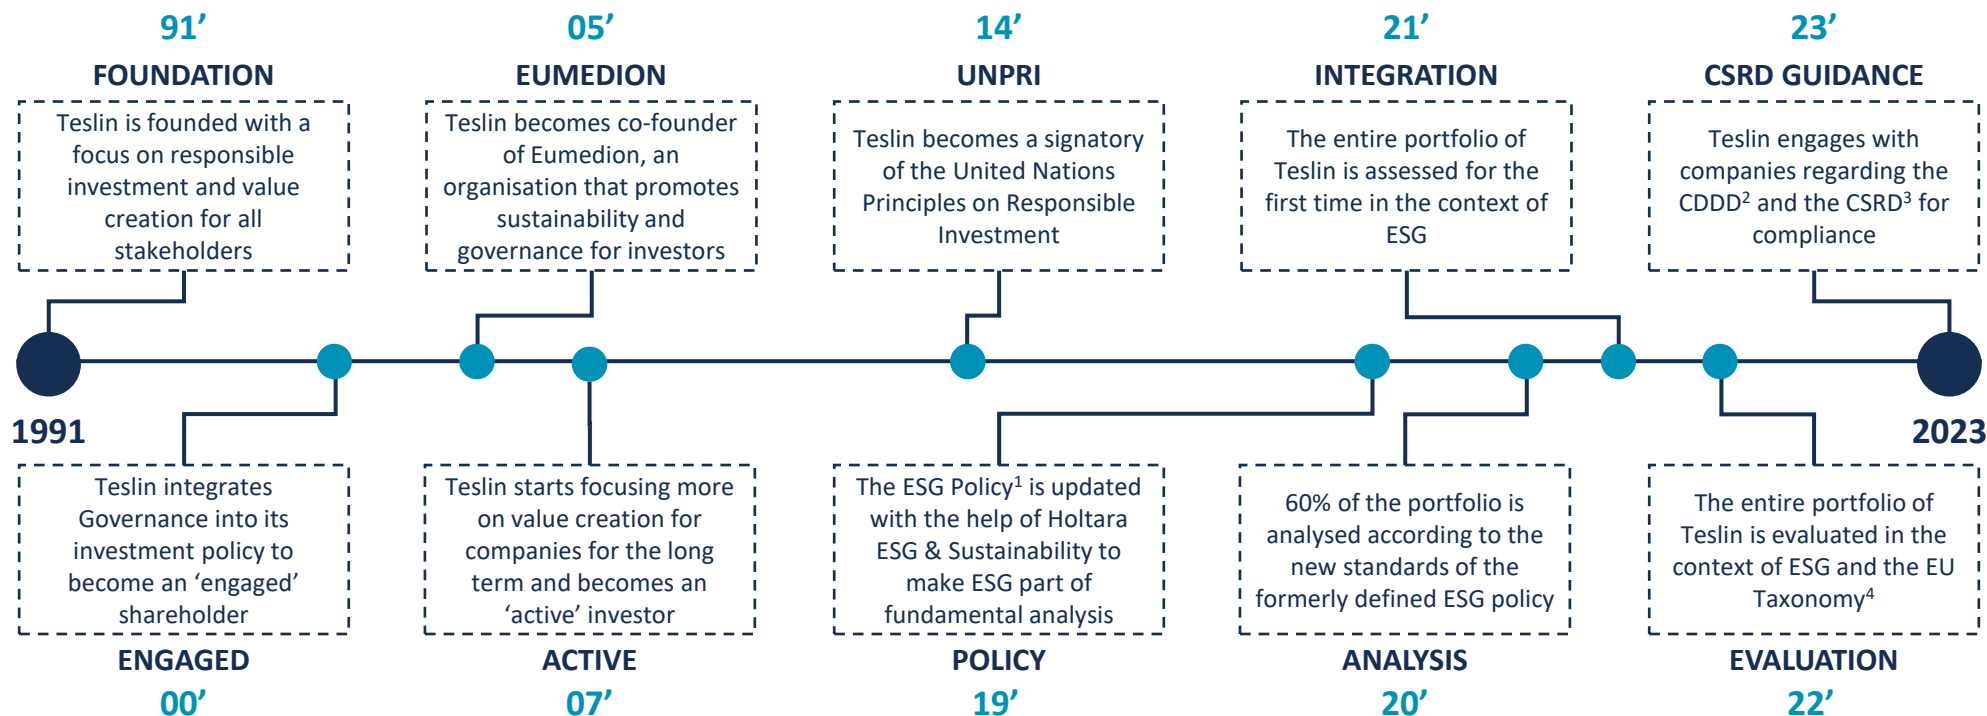 91’
FOUNDATION
Teslin is founded with a
focus on responsible
investment and value
creation for all
stakeholders
05’
EUMEDION
Teslin becomes co-founder
of Eumedion, an
organisation that promotes
sustainability and
governance for investors
14’
UNPRI
Teslin becomes a signatory
of the United Nations
Principles on Responsible
Investment
21’
INTEGRATION
The entire portfolio of
Teslin is assessed for the
first time in the context of
ESG
23’
CSRD GUIDANCE
Teslin engages with
companies regarding the
CDDD² and the CSRD³ for
compliance
1991
2023
Teslin integrates
Governance into its
investment policy to
become an ‘engaged’
shareholder
ENGAGED
00’
Teslin starts focusing more
on value creation for
companies for the long
term and becomes an
‘active’ investor
ACTIVE
07’
The ESG Policy¹ is updated
with the help of Holtara
ESG & Sustainability to
make ESG part of
fundamental analysis
POLICY
19’
60% of the portfolio is
analysed according to the
new standards of the
formerly defined ESG policy
ANALYSIS
20’
The entire portfolio of
Teslin is evaluated in the
context of ESG and the EU
Taxonomy⁴
EVALUATION
22’